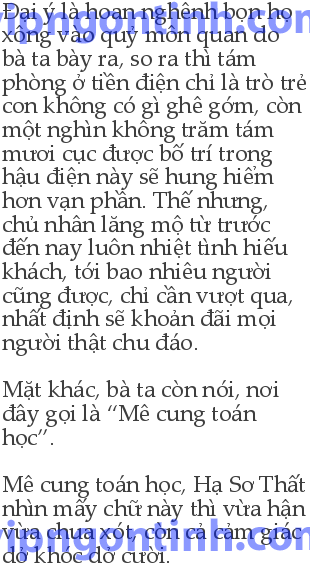 Đại ý là hoan nghênh bọn họ
xông vào quỷ môn quan do
bà ta bày ra, so ra thì tám
phòng ở tiền điện chỉ là trò trẻ
con không có gì ghê gớm, còn
một nghìn không trăm tám
mươi cục được bố trí trong
hậu điện này sẽ hung hiểm
hơn vạn phần. Thế nhưng,
chủ nhân lăng mộ từ trước
đến nay luôn nhiệt tình hiếu
khách, tới bao nhiêu người
cũng được, chỉ cần vượt qua,
nhất định sẽ khoản đãi mọi
người thật chu đáo.
Mặt khác, bà ta còn nói, nơi
đây gọi là “Mê cung toán
học”.
Mê cung toán học, Hạ Sơ Thất
nhìn mấy chữ này thì vừa hận
vừa chua xót, còn cả cảm giác
dở khóc dở cười.
vipngontinh.com
vipngontinh.com